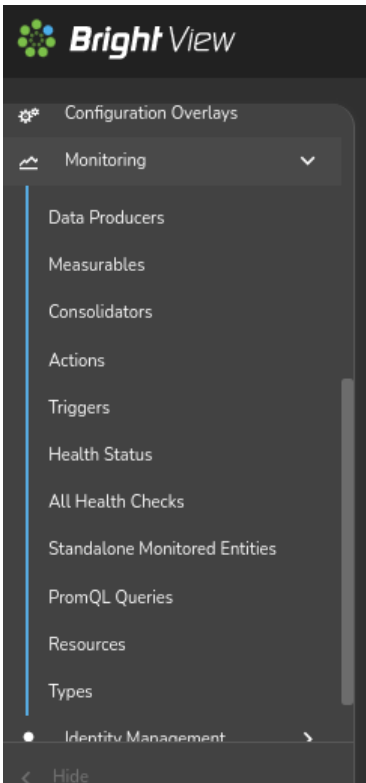 Bright View
Configuration Overlays
Monitoring
Data Producers
Measurables
Consolidators
Actions
Triggers
Health Status
All Health Checks
Standalone Monitored Entities
PromQL Queries
Resources
Types
Identity Management
Hide